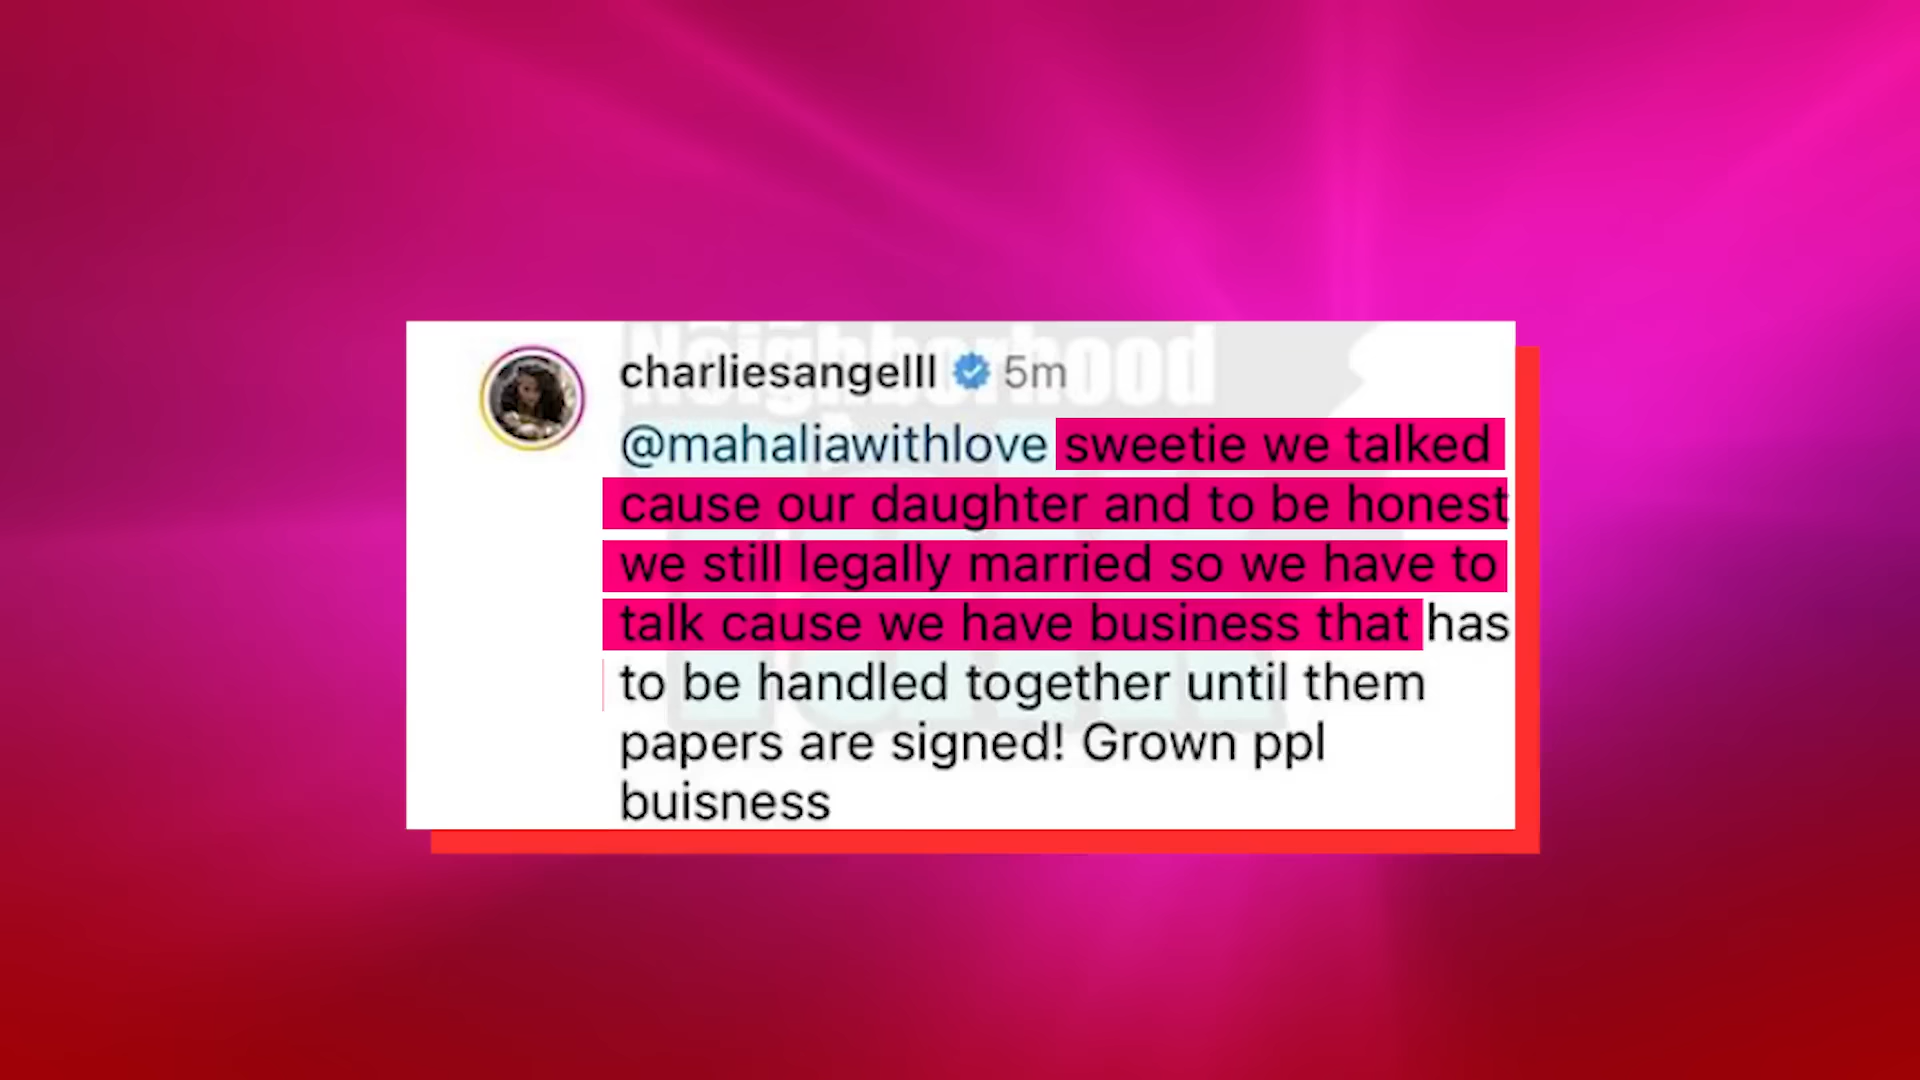 Neighborhood
charliesangelll 5m
@mahaliawithlove sweetie we talked
cause our daughter and to be honest
we still legally married so we have to
talk cause we have business that has
to be handled together until them
papers are signed! Grown ppl
buisness